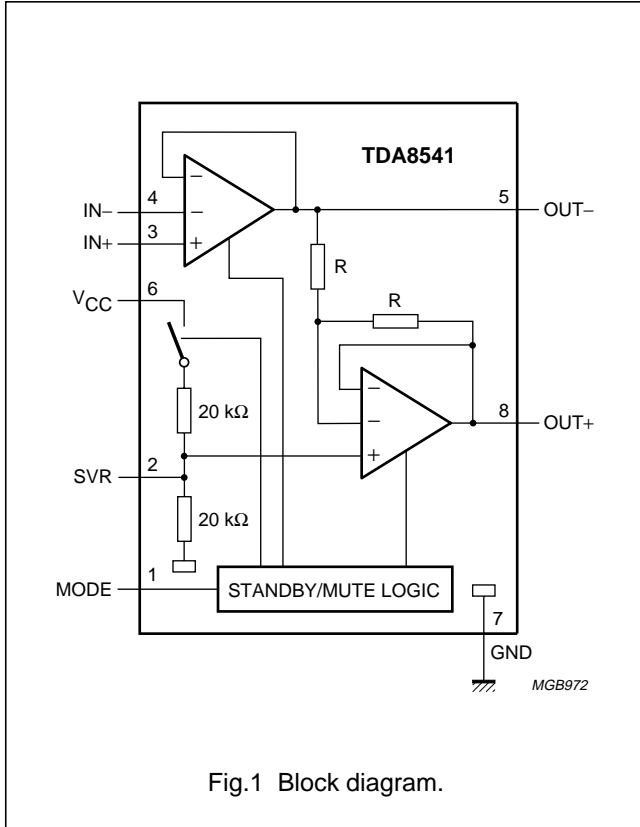 TDA8541
−
4
IN−
−
5
OUT−
3
IN+
+
R
6
VCC
R
20 kΩ
−
−
8
OUT+
2
SVR
+
20 kΩ
1
MODE
STANDBY/MUTE LOGIC
7
GND
MGB972
Fig.1 Block diagram.